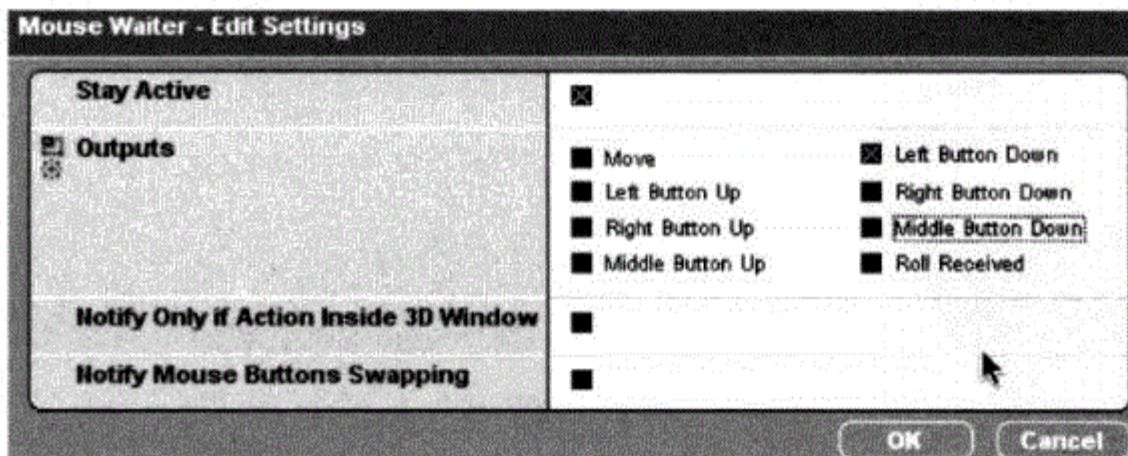 Mouse Waiter - Edit Settings
Stay Active
Outputs
Move
Left Button Down
Left Button Up
Right Button Down
Right Button Up
Middle Button Down
Middle Button Up
Roll Received
Notify Only if Action Inside 3D Window
Notify Mouse Buttons Swapping
OK
Cancel